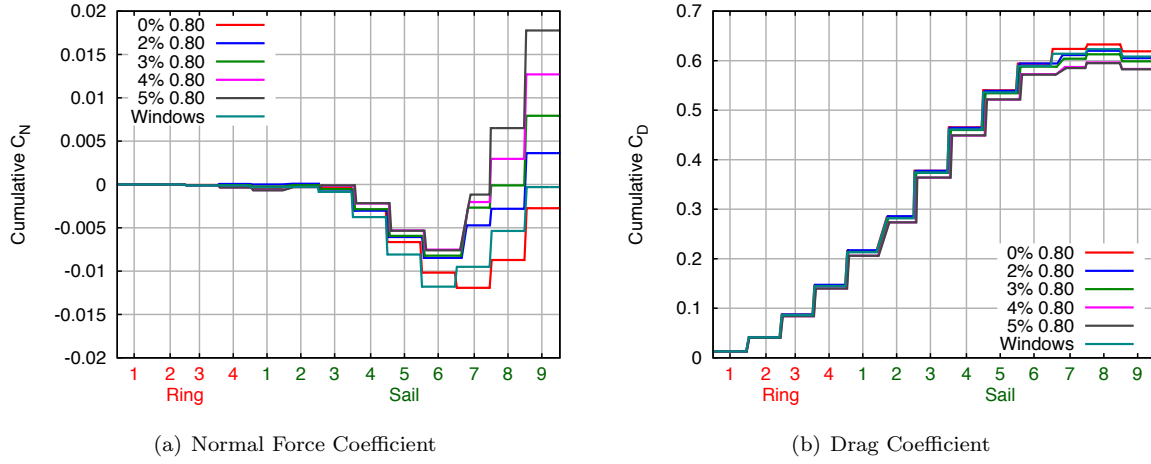 0.02
0.015
0.01
0.005
0
-0.005
-0.01
-0.015
-0.02
Cumulative C_N
0% 0.80
2% 0.80
3% 0.80
4% 0.80
5% 0.80
Windows
1 2 3 4 1 2 3 4 5 6 7 8 9
Ring Sail
(a) Normal Force Coefficient
0.7
0.6
0.5
0.4
0.3
0.2
0.1
0
Cumulative C_D
0% 0.80
2% 0.80
3% 0.80
4% 0.80
5% 0.80
Windows
1 2 3 4 1 2 3 4 5 6 7 8 9
Ring Sail
(b) Drag Coefficient